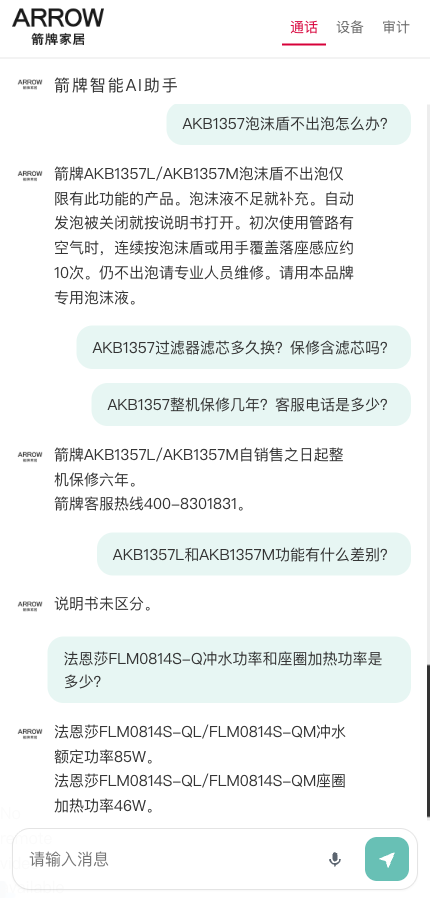 ARROW
箭牌家居
通话 设备 审计
ARROW
箭牌家居
箭牌智能AI助手
AKB1357泡沫盾不出泡怎么办?
ARROW
箭牌家居
箭牌AKB1357L/AKB1357M泡沫盾不出泡仅
限有此功能的产品。泡沫液不足就补充。自动
发泡被关闭就按说明书打开。初次使用管路有
空气时，连续按泡沫盾或用手覆盖落座感应约
10次。仍不出泡请专业人员维修。请用本品牌
专用泡沫液。
AKB1357过滤器滤芯多久换？保修含滤芯吗?
AKB1357整机保修几年？客服电话是多少?
ARROW
箭牌家居
箭牌AKB1357L/AKB1357M自销售之日起整
机保修六年。
箭牌客服热线400-8301831。
AKB1357L和AKB1357M功能有什么差别?
ARROW
箭牌家居
说明书未区分。
法恩莎FLM0814S-Q冲水功率和座圈加热功率是
多少?
ARROW
箭牌家居
法恩莎FLM0814S-QL/FLM0814S-QM冲水
额定功率85W。
法恩莎FLM0814S-QL/FLM0814S-QM座圈
加热功率46W。
请输入消息